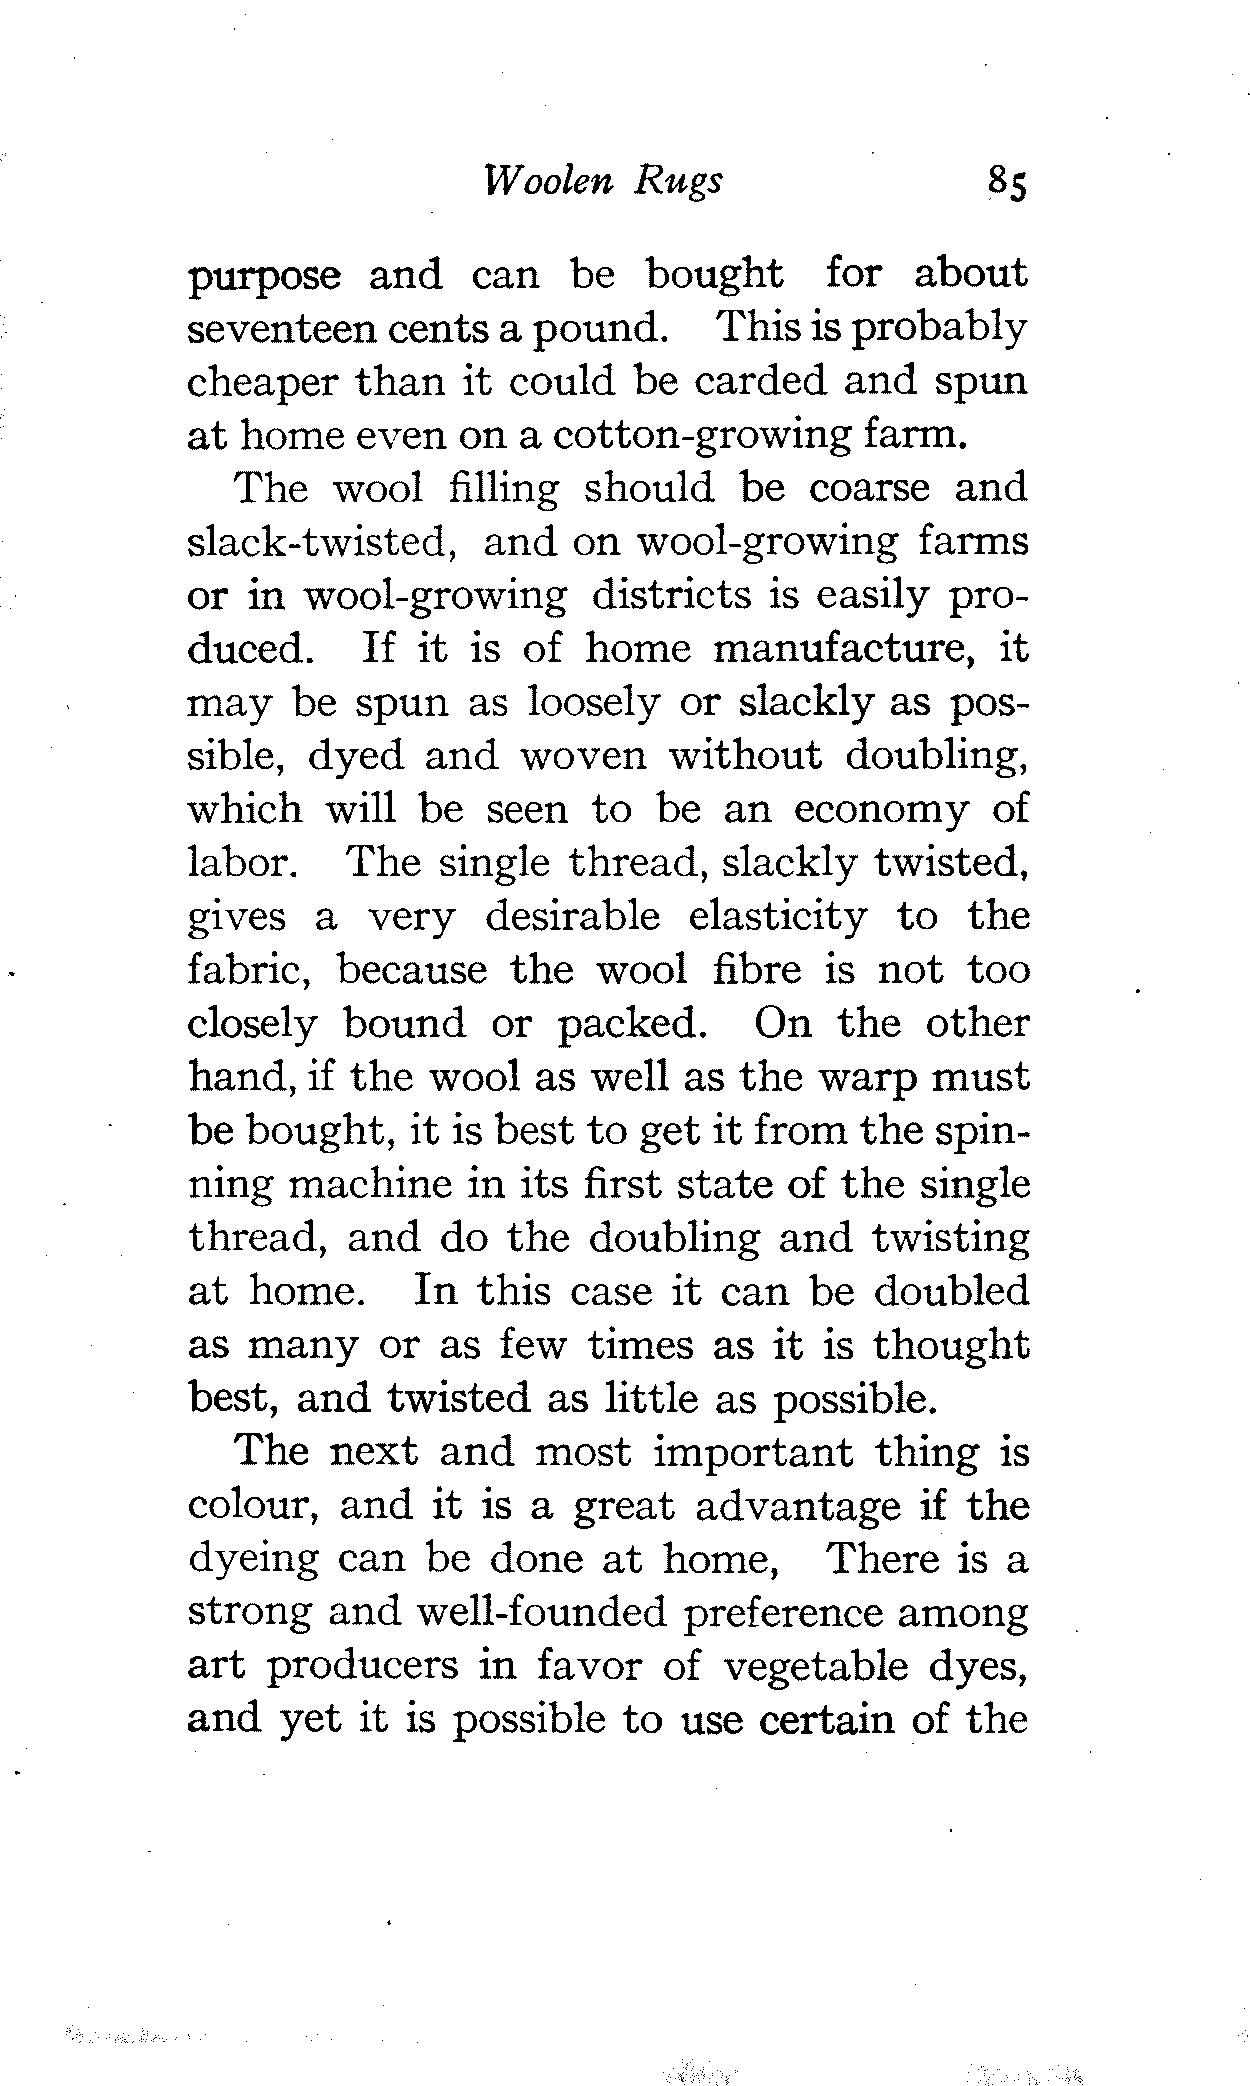 Woolen Rugs 85
purpose and can be bought for about
seventeen cents a pound. This is probably
cheaper than it could be carded and spun
at home even on a cotton-growing farm.
The wool filling should be coarse and
slack-twisted, and on wool-growing farms
or in wool-growing districts is easily pro-
duced. If it is of home manufacture, it
may be spun as loosely or slackly as pos-
sible, dyed and woven without doubling,
which will be seen to be an economy of
labor. The single thread, slackly twisted,
gives a very desirable elasticity to the
fabric, because the wool fibre is not too
closely bound or packed. On the other
hand, if the wool as well as the warp must
be bought, it is best to get it from the spin-
ning machine in its first state of the single
thread, and do the doubling and twisting
at home. In this case it can be doubled
as many or as few times as it is thought
best, and twisted as little as possible.
The next and most important thing is
colour, and it is a great advantage if the
dyeing can be done at home, There is a
strong and well-founded preference among
art producers in favor of vegetable dyes,
and yet it is possible to use certain of the